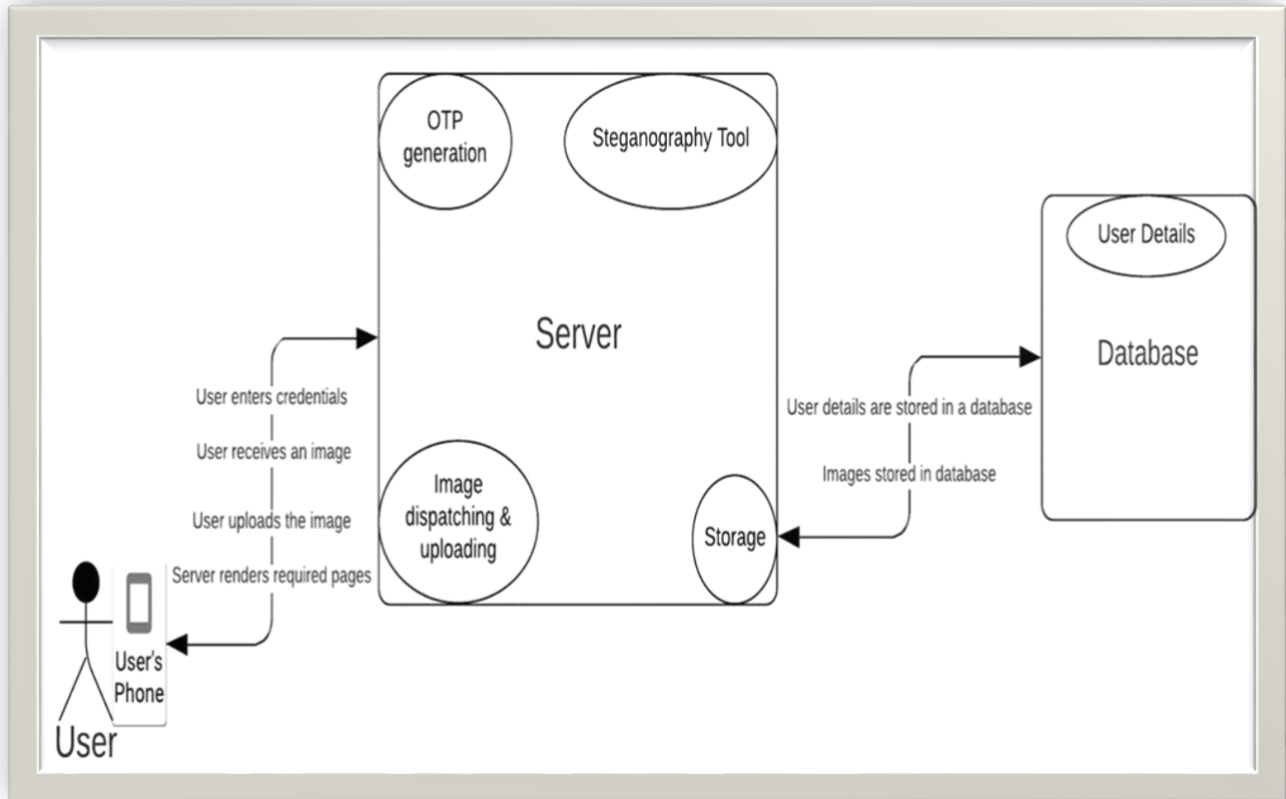 OTP
generation
Steganography Tool
User Details
Server
Database
User enters credentials
User receives an image
User uploads the image
Server renders required pages
User details are stored in a database
Images stored in database
Image
dispatching &
uploading
Storage
User's
Phone
User